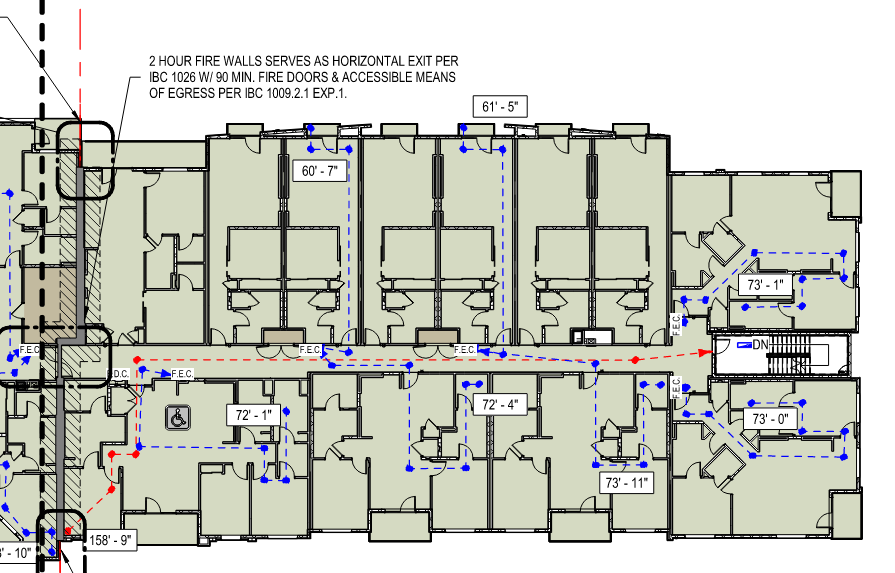 2 HOUR FIRE WALLS SERVES AS HORIZONTAL EXIT PER
IBC 1026 W/ 90 MIN. FIRE DOORS & ACCESSIBLE MEANS
OF EGRESS PER IBC 1009.2.1 EXP.1.
61' - 5"
60' - 7"
73' - 1"
F.E.C.
F.E.C.
F.E.C.
F.E.C.
DN
D.C.
F.E.C.
F.E.C.
72' - 1"
72' - 4"
73' - 0"
73' - 11"
158' - 9"
' - 10"